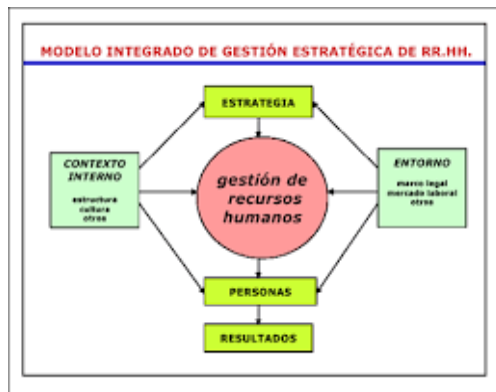 MODELO INTEGRADO DE GESTIÓN ESTRATÉGICA DE RR.HH.
ESTRATEGIA
CONTEXTO
INTERNO
estructura
cultura
otros
gestión de
recursos
humanos
ENTORNO
marco legal
mercado laboral
otros
PERSONAS
RESULTADOS